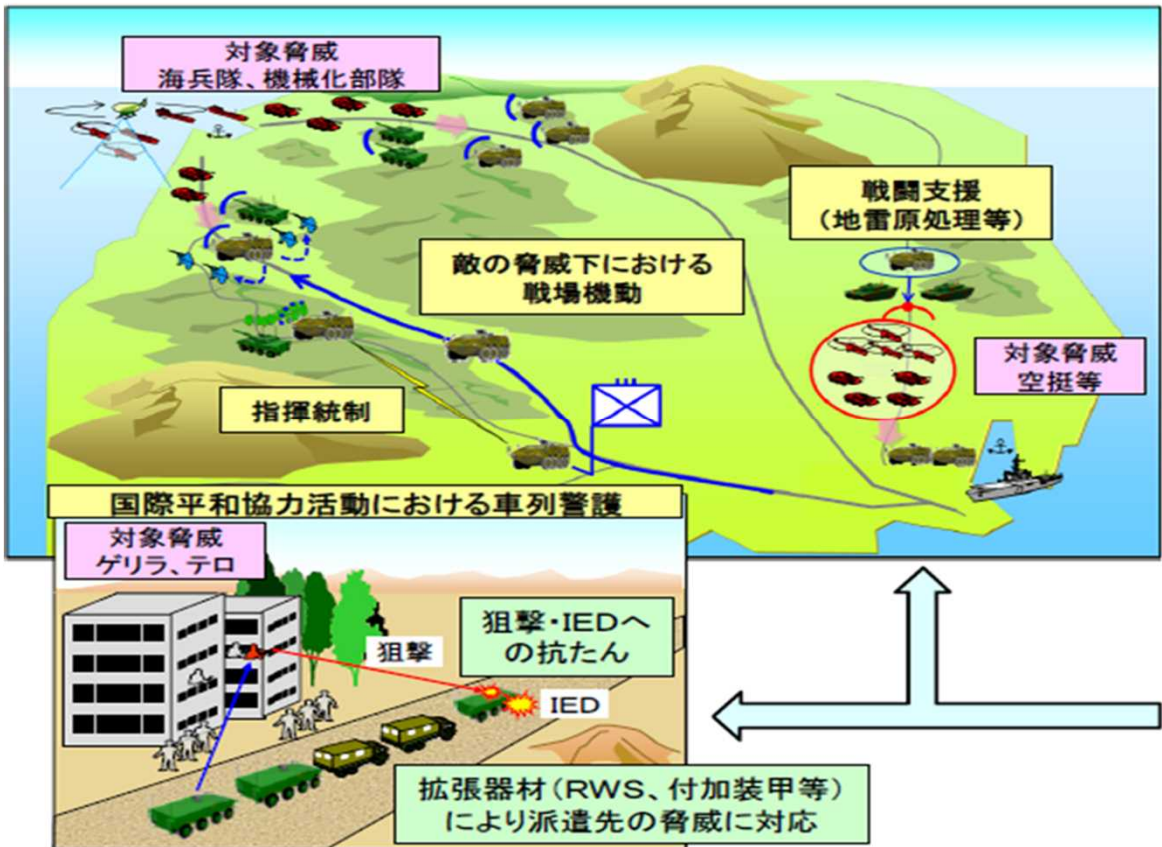 対象脅威
海兵隊、機械化部隊
戦闘支援
(地雷原処理等)
敵の脅威下における
戦場機動
対象脅威
空挺等
指揮統制
国際平和協力活動における車列警護
対象脅威
ゲリラ、テロ
狙撃・IEDへ
の抗たん
狙撃
IED
拡張器材(RWS、付加装甲等)
により派遣先の脅威に対応